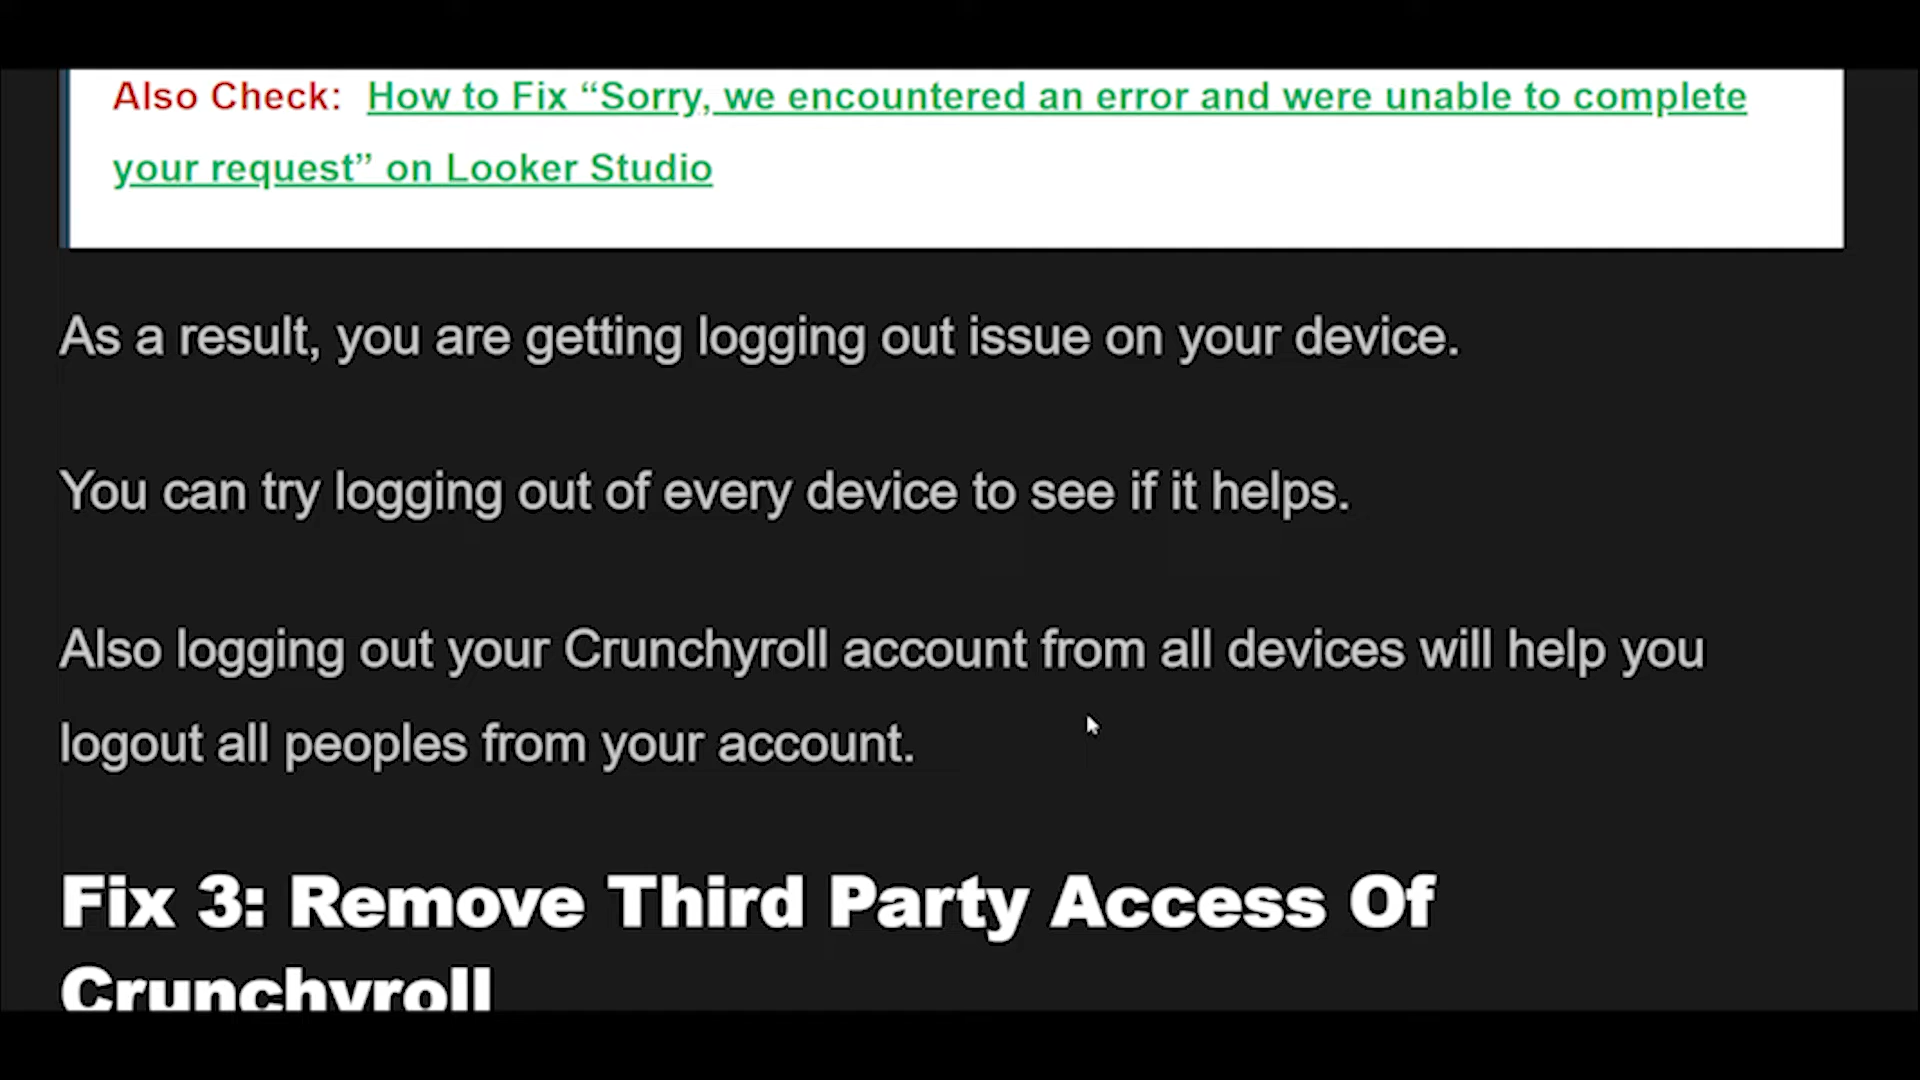 Also Check: How to Fix “Sorry, we encountered an error and were unable to complete
your request” on Looker Studio
As a result, you are getting logging out issue on your device.
You can try logging out of every device to see if it helps.
Also logging out your Crunchyroll account from all devices will help you
logout all peoples from your account.
Fix 3: Remove Third Party Access Of
Crunchyroll